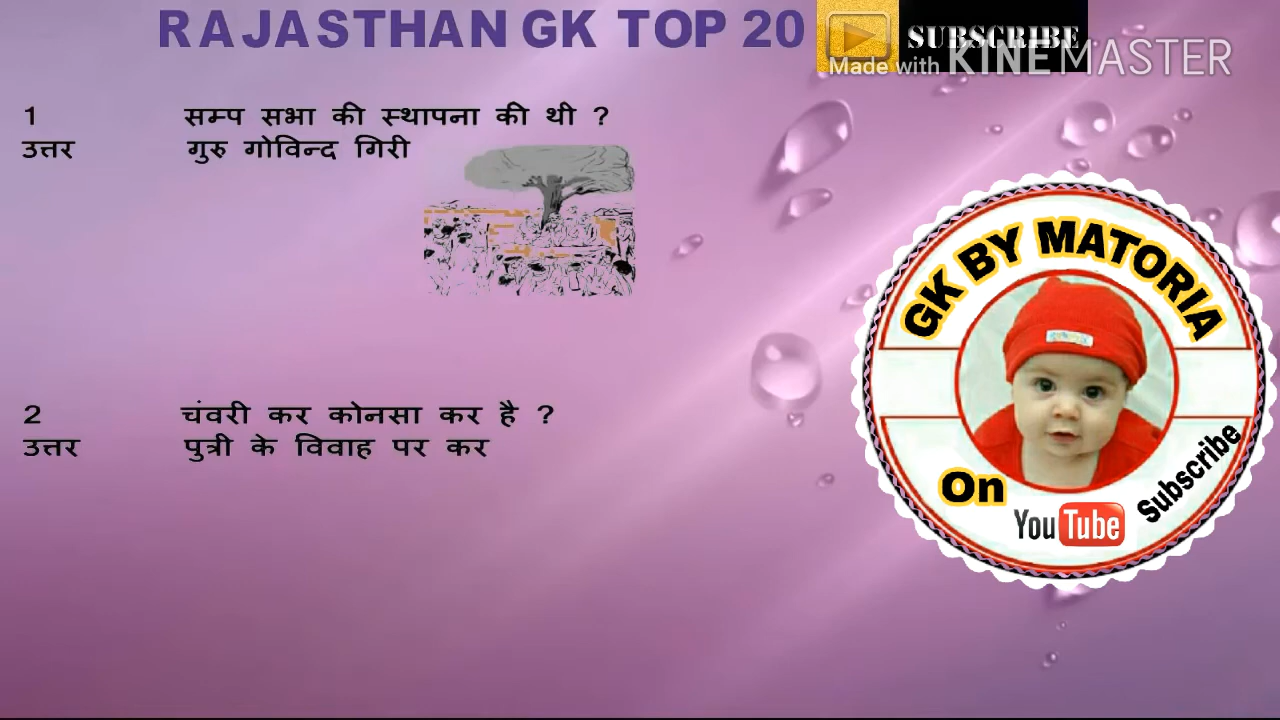 RAJASTHAN GK TOP 20
SUBSCRIBE
Made with KINEMASTER
1 सम्प सभा की स्थापना की थी ?
उत्तर गुरु गोविन्द गिरी
2 चंवरी कर कोनसा कर है ?
उत्तर पुत्री के विवाह पर कर
GK BY MATORIA
On
YouTube
Subscribe